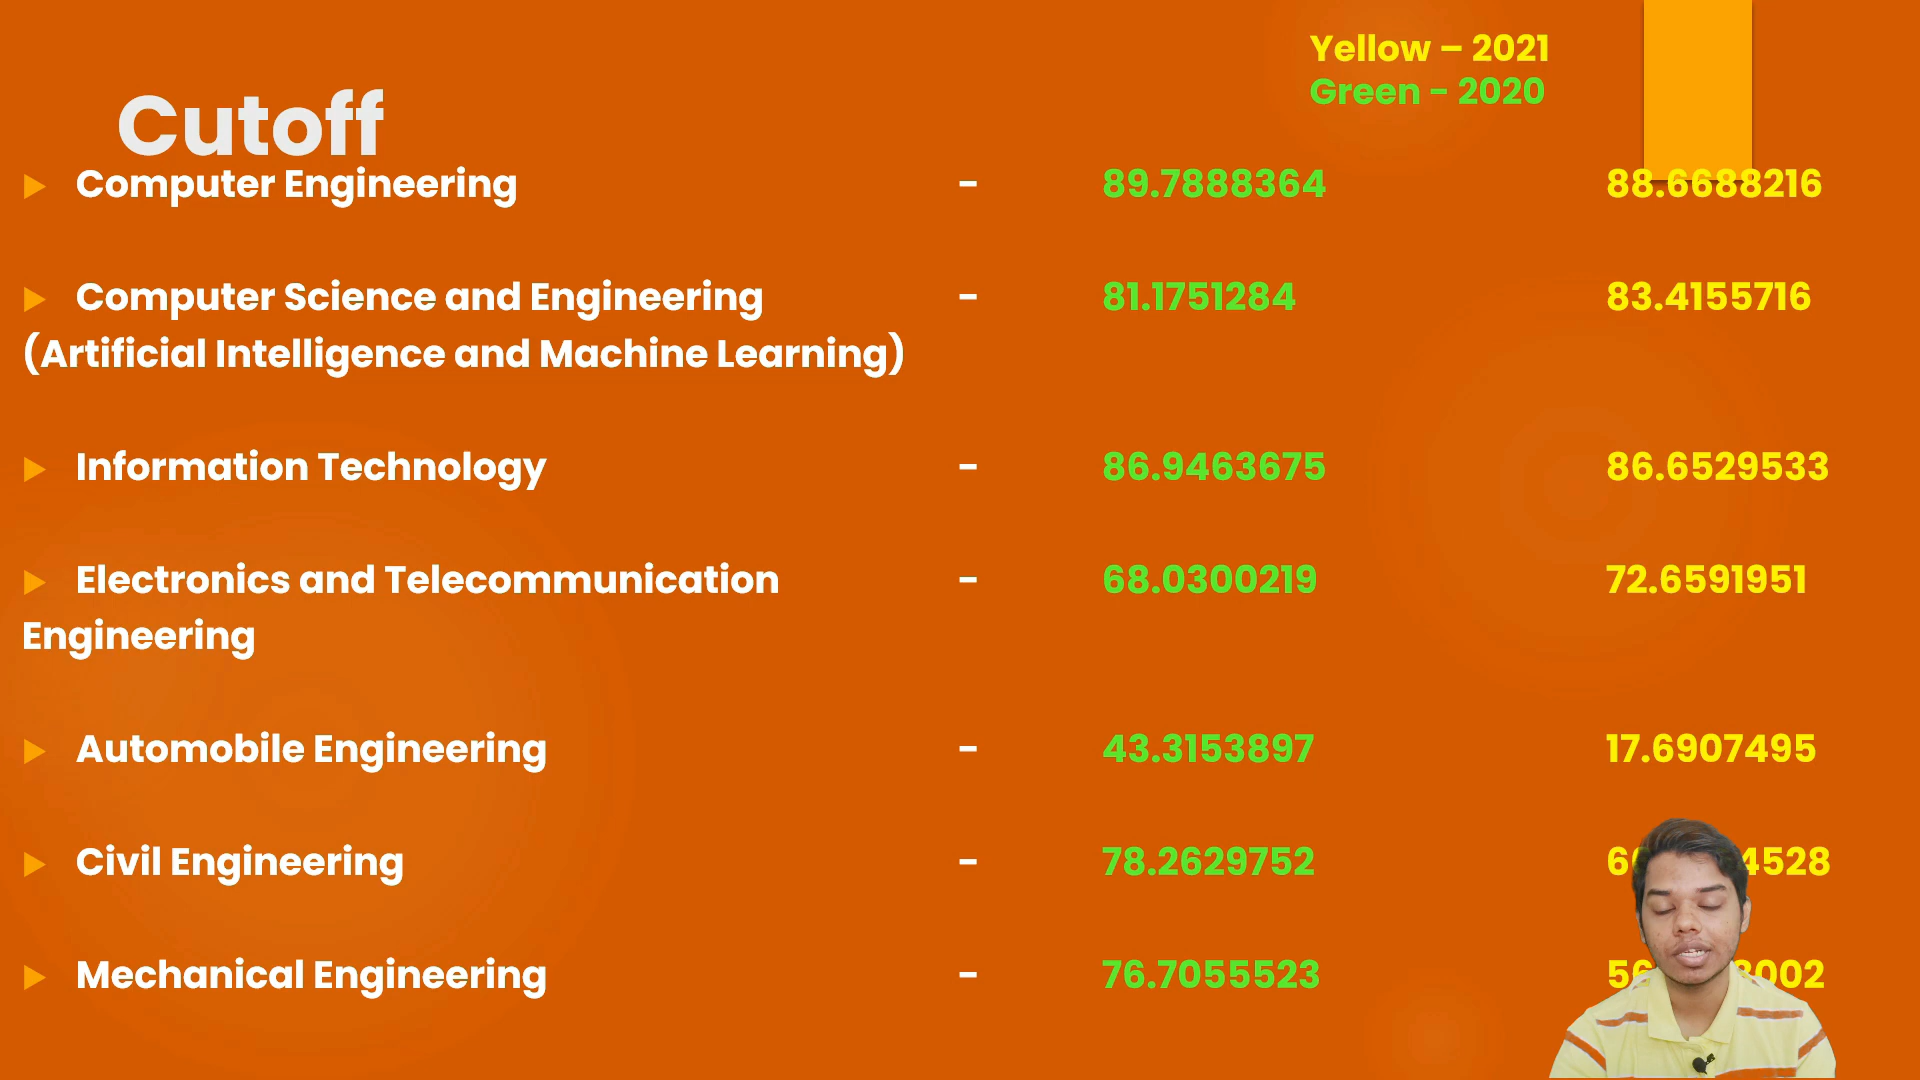 Yellow – 2021
Green - 2020
Cutoff
Computer Engineering - 89.7888364 88.6688216
Computer Science and Engineering - 81.1751284 83.4155716
(Artificial Intelligence and Machine Learning)
Information Technology - 86.9463675 86.6529533
Electronics and Telecommunication - 68.0300219 72.6591951
Engineering
Automobile Engineering - 43.3153897 17.6907495
Civil Engineering - 78.2629752
Mechanical Engineering - 76.7055523